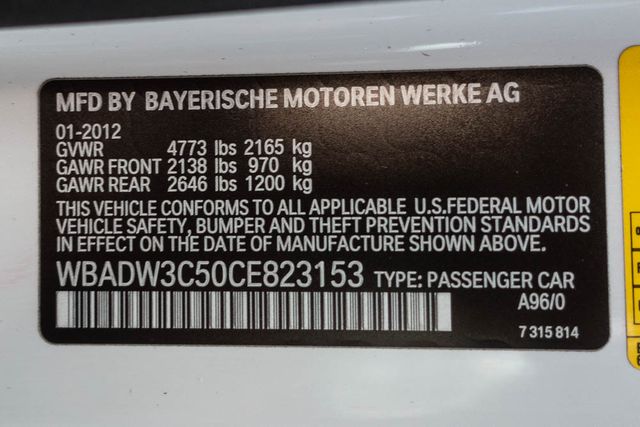 MFD BY BAYERISCHE MOTOREN WERKE AG
01-2012
GVWR 4773 lbs 2165 kg
GAWR FRONT 2138 lbs 970 kg
GAWR REAR 2646 lbs 1200 kg
THIS VEHICLE CONFORMS TO ALL APPLICABLE U.S.FEDERAL MOTOR
VEHICLE SAFETY, BUMPER AND THEFT PREVENTION STANDARDS
IN EFFECT ON THE DATE OF MANUFACTURE SHOWN ABOVE.
WBADW3C50CE823153 TYPE: PASSENGER CAR
A96/0
7 315 814